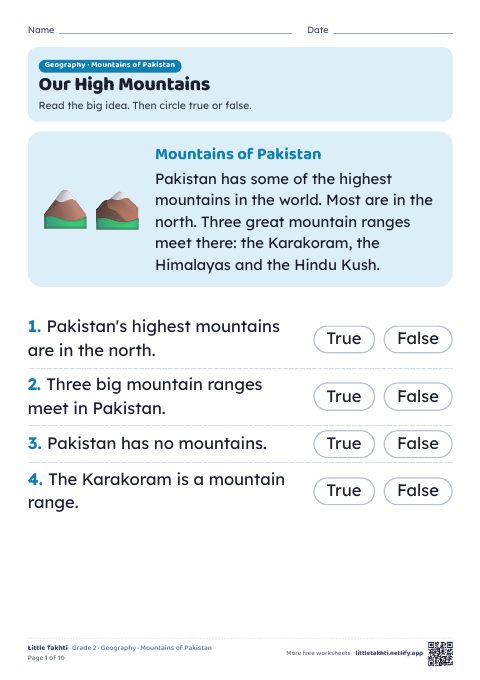 Name
Date
Geography · Mountains of Pakistan
Our High Mountains
Read the big idea. Then circle true or false.
Mountains of Pakistan
Pakistan has some of the highest
mountains in the world. Most are in the
north. Three great mountain ranges
meet there: the Karakoram, the
Himalayas and the Hindu Kush.
1. Pakistan's highest mountains
are in the north.
True False
2. Three big mountain ranges
meet in Pakistan.
True False
3. Pakistan has no mountains.
True False
4. The Karakoram is a mountain
range.
True False
Little Takhti · Grade 2 · Geography · Mountains of Pakistan
Page 1 of 10
More free worksheets littletakhti.netlify.app